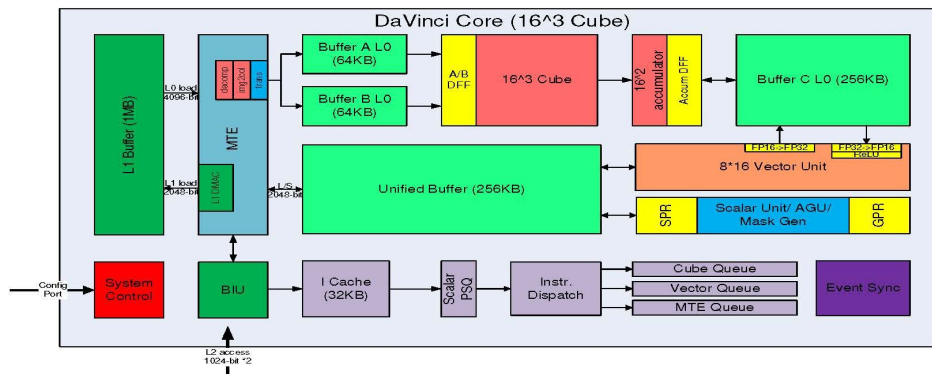 DaVinci Core (16^3 Cube)
L1 Buffer (1MB)
L0 load
4096-bit
L1 load
2048-bit
decomp
img2col
trans
MTE
L1 DMAC
L/S
2048-bit
Buffer A L0
(64KB)
Buffer B L0
(64KB)
A/B
DFF
16^3 Cube
16^2
accumulator
Accum DFF
Buffer C L0 (256KB)
Unified Buffer (256KB)
FP16->FP32
FP32->FP16
ReLU
8*16 Vector Unit
SPR
Scalar Unit/ AGU/
Mask Gen
GPR
Config
Port
System
Control
BIU
I Cache
(32KB)
Scalar
PSQ
Instr.
Dispatch
Cube Queue
Vector Queue
MTE Queue
Event Sync
L2 access
1024-bit *2